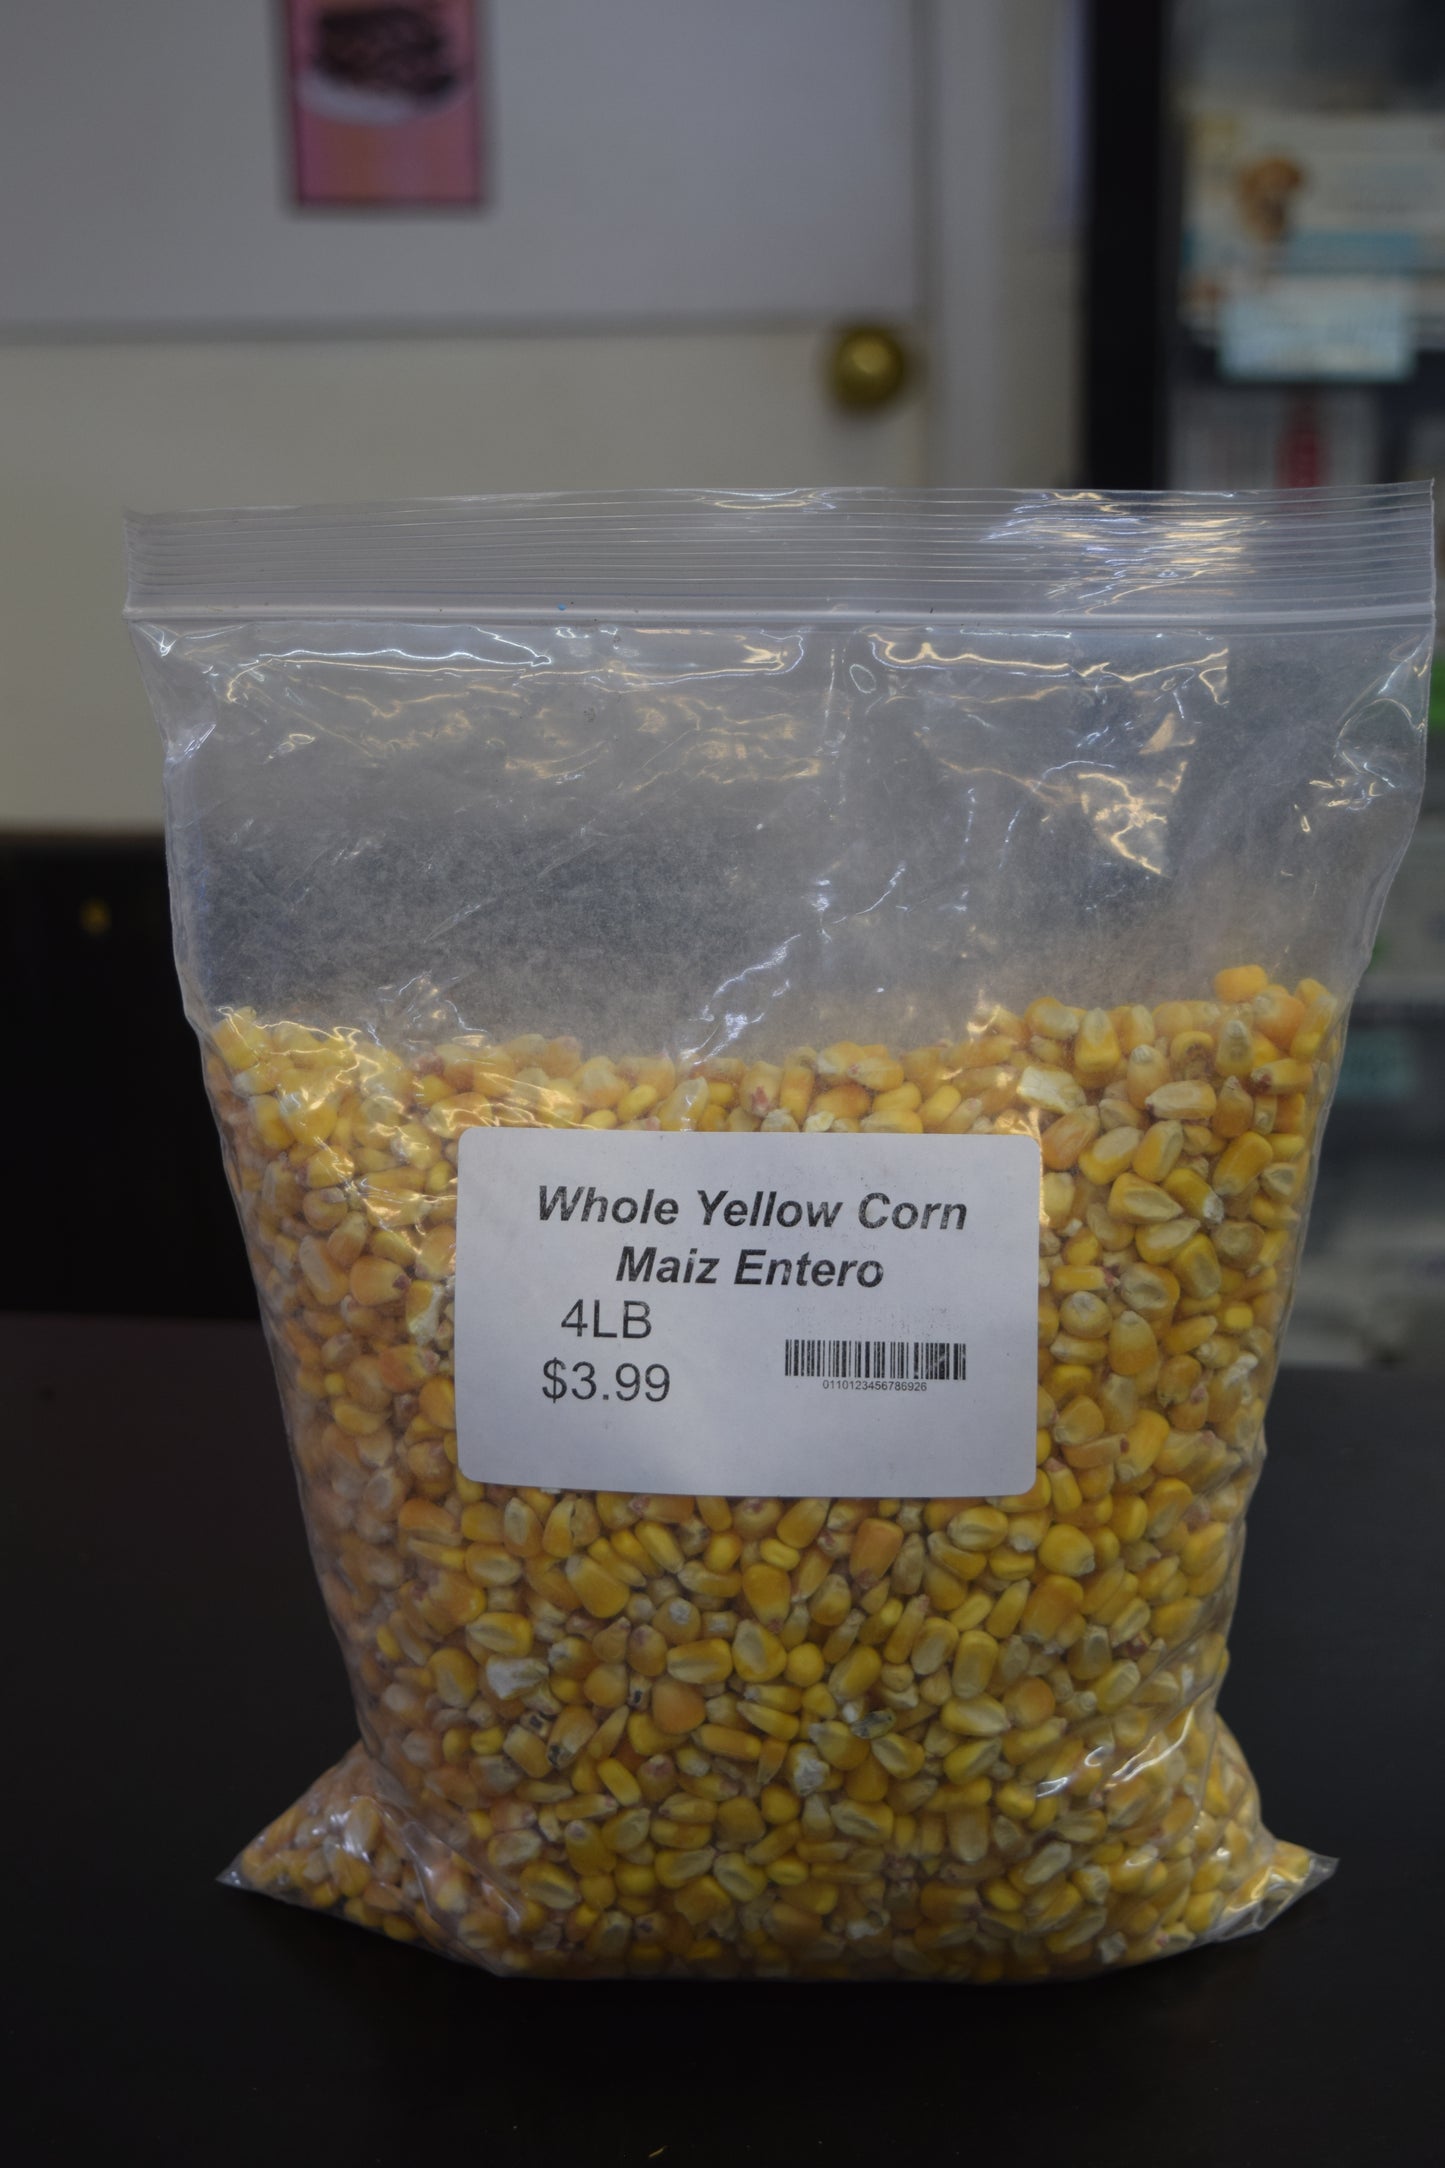 Whole Yellow Corn
Maiz Entero
4LB
$3.99
0110123456786926